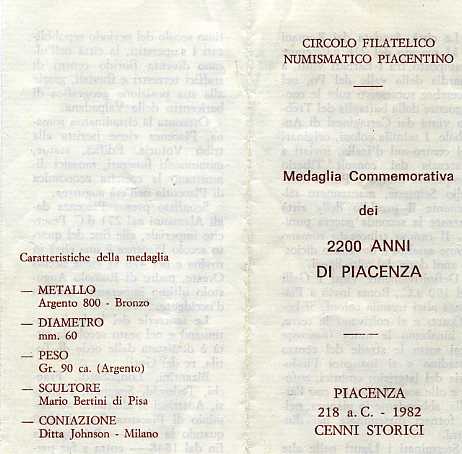 Caratteristiche della medaglia
— METALLO
Argento 800 - Bronzo
— DIAMETRO
mm. 60
— PESO
Gr. 90 ca. (Argento)
— SCULTORE
Mario Bertini di Pisa
— CONIAZIONE
Ditta Johnson - Milano
CIRCOLO FILATELICO
NUMISMATICO PIACENTINO
Medaglia Commemorativa
dei
2200 ANNI
DI PIACENZA
PIACENZA
218 a. C. - 1982
CENNI STORICI